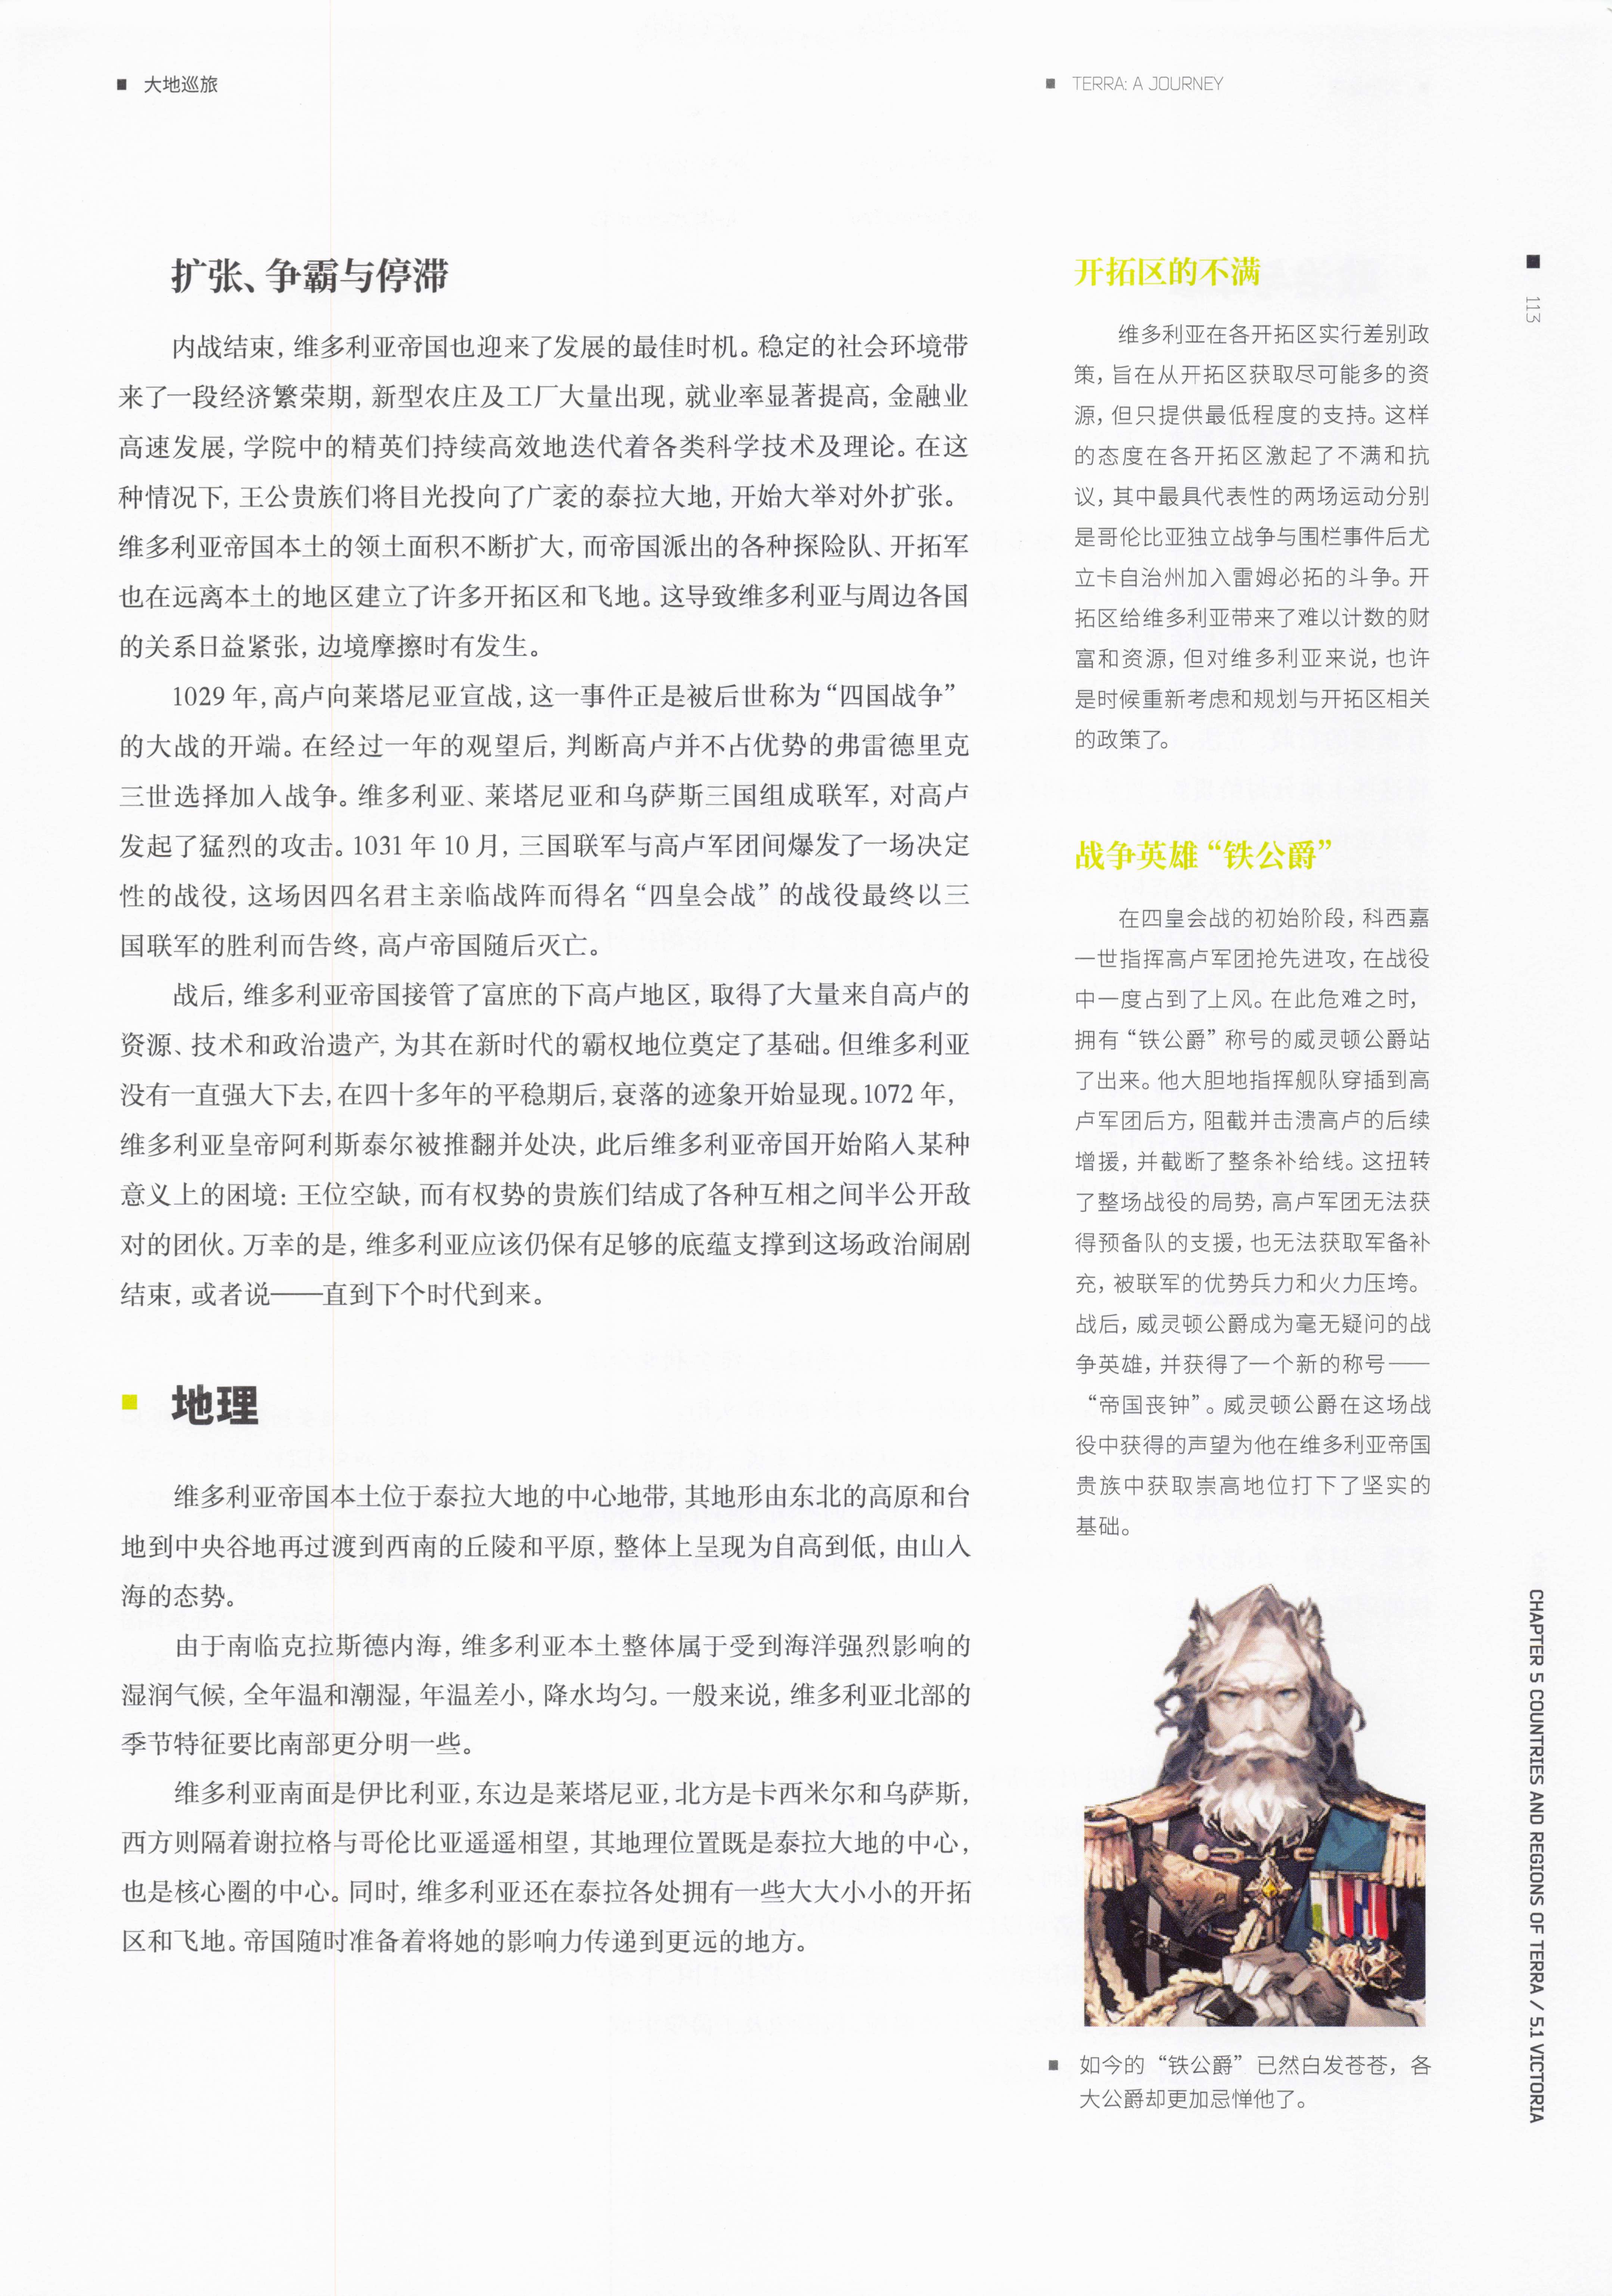 大地巡旅
TERRA: A JOURNEY
扩张、争霸与停滞
内战结束，维多利亚帝国也迎来了发展的最佳时机。稳定的社会环境带
来了一段经济繁荣期，新型农庄及工厂大量出现，就业率显著提高，金融业
高速发展，学院中的精英们持续高效地迭代着各类科学技术及理论。在这
种情况下，王公贵族们将目光投向了广袤的泰拉大地，开始大举对外扩张。
维多利亚帝国本土的领土面积不断扩大，而帝国派出的各种探险队、开拓军
也在远离本土的地区建立了许多开拓区和飞地。这导致维多利亚与周边各国
的关系日益紧张，边境摩擦时有发生。
1029 年，高卢向莱塔尼亚宣战，这一事件正是被后世称为“四国战争”
的大战的开端。在经过一年的观望后，判断高卢并不占优势的弗雷德里克
三世选择加入战争。维多利亚、莱塔尼亚和乌萨斯三国组成联军，对高卢
发起了猛烈的攻击。1031 年 10 月，三国联军与高卢军团间爆发了一场决定
性的战役，这场因四名君主亲临战阵而得名“四皇会战”的战役最终以三
国联军的胜利而告终，高卢帝国随后灭亡。
战后，维多利亚帝国接管了富庶的下高卢地区，取得了大量来自高卢的
资源、技术和政治遗产，为其在新时代的霸权地位奠定了基础。但维多利亚
没有一直强大下去，在四十多年的平稳期后，衰落的迹象开始显现。1072 年，
维多利亚皇帝阿利斯泰尔被推翻并处决，此后维多利亚帝国开始陷入某种
意义上的困境：王位空缺，而有权势的贵族们结成了各种互相之间半公开敌
对的团伙。万幸的是，维多利亚应该仍保有足够的底蕴支撑到这场政治闹剧
结束，或者说——直到下个时代到来。
地理
维多利亚帝国本土位于泰拉大地的中心地带，其地形由东北的高原和台
地到中央谷地再过渡到西南的丘陵和平原，整体上呈现为自高到低，由山入
海的态势。
由于南临克拉斯德内海，维多利亚本土整体属于受到海洋强烈影响的
湿润气候，全年温和潮湿，年温差小，降水均匀。一般来说，维多利亚北部的
季节特征要比南部更分明一些。
维多利亚南面是伊比利亚，东边是莱塔尼亚，北方是卡西米尔和乌萨斯，
西方则隔着谢拉格与哥伦比亚遥遥相望，其地理位置既是泰拉大地的中心，
也是核心圈的中心。同时，维多利亚还在泰拉各处拥有一些大大小小的开拓
区和飞地。帝国随时准备着将她的影响力传递到更远的地方。
开拓区的不满
维多利亚在各开拓区实行差别政
策，旨在从开拓区获取尽可能多的资
源，但只提供最低程度的支持。这样
的态度在各开拓区激起了不满和抗
议，其中最具代表性的两场运动分别
是哥伦比亚独立战争与围栏事件后尤
立卡自治州加入雷姆必拓的斗争。开
拓区给维多利亚带来了难以计数的财
富和资源，但对维多利亚来说，也许
是时候重新考虑和规划与开拓区相关
的政策了。
战争英雄“铁公爵”
在四皇会战的初始阶段，科西嘉
一世指挥高卢军团抢先进攻，在战役
中一度占到了上风。在此危难之时，
拥有“铁公爵”称号的威灵顿公爵站
了出来。他大胆地指挥舰队穿插到高
卢军团后方，阻截并击溃高卢的后续
增援，并截断了整条补给线。这扭转
了整场战役的局势，高卢军团无法获
得预备队的支援，也无法获取军备补
充，被联军的优势兵力和火力压垮。
战后，威灵顿公爵成为毫无疑问的战
争英雄，并获得了一个新的称号——
“帝国丧钟”。威灵顿公爵在这场战
役中获得的声望为他在维多利亚帝国
贵族中获取崇高地位打下了坚实的
基础。
如今的“铁公爵”已然白发苍苍，各
大公爵却更加忌惮他了。
113
CHAPTER 5 COUNTRIES AND REGIONS OF TERRA / 5.1 VICTORIA